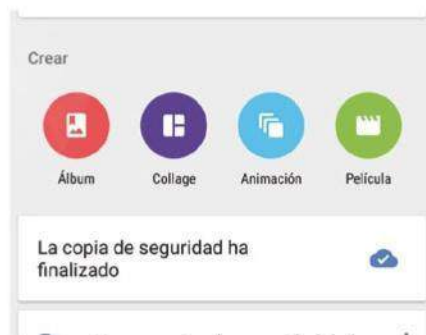 Crear
Álbum Collage Animación Película
La copia de seguridad ha
finalizado